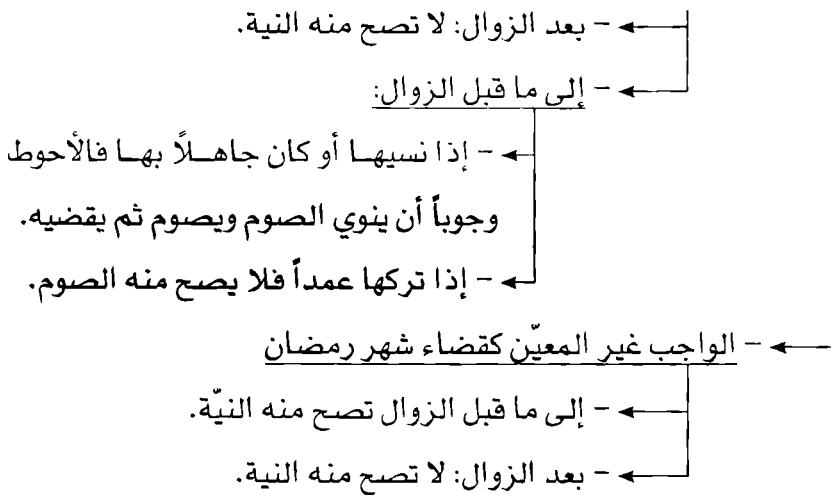 - بعد الزوال: لا تصح منه النية.
- إلى ما قبل الزوال:
- إذا نسيها أو كان جاهلاً بها فالأحوط
وجوباً أن ينوي الصوم ويصوم ثم يقضيه.
- إذا تركها عمداً فلا يصح منه الصوم.
- الواجب غير المعيّن كقضاء شهر رمضان
- إلى ما قبل الزوال تصح منه النيّة.
- بعد الزوال: لا تصح منه النية.